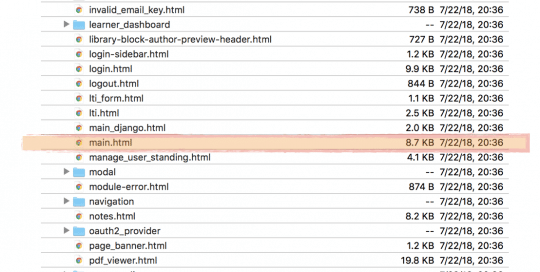 invalid_email_key.html 738 B 7/22/18, 20:36
learner_dashboard -- 7/22/18, 20:36
library-block-author-preview-header.html 727 B 7/22/18, 20:36
login-sidebar.html 1.2 KB 7/22/18, 20:36
login.html 9.9 KB 7/22/18, 20:36
logout.html 844 B 7/22/18, 20:36
lti_form.html 1.1 KB 7/22/18, 20:36
lti.html 2.5 KB 7/22/18, 20:36
main_django.html 2.0 KB 7/22/18, 20:36
main.html 8.7 KB 7/22/18, 20:36
manage_user_standing.html 4.1 KB 7/22/18, 20:36
modal -- 7/22/18, 20:36
module-error.html 874 B 7/22/18, 20:36
navigation -- 7/22/18, 20:36
notes.html 8.2 KB 7/22/18, 20:36
oauth2_provider -- 7/22/18, 20:36
page_banner.html 1.2 KB 7/22/18, 20:36
pdf_viewer.html 19.8 KB 7/22/18, 20:36